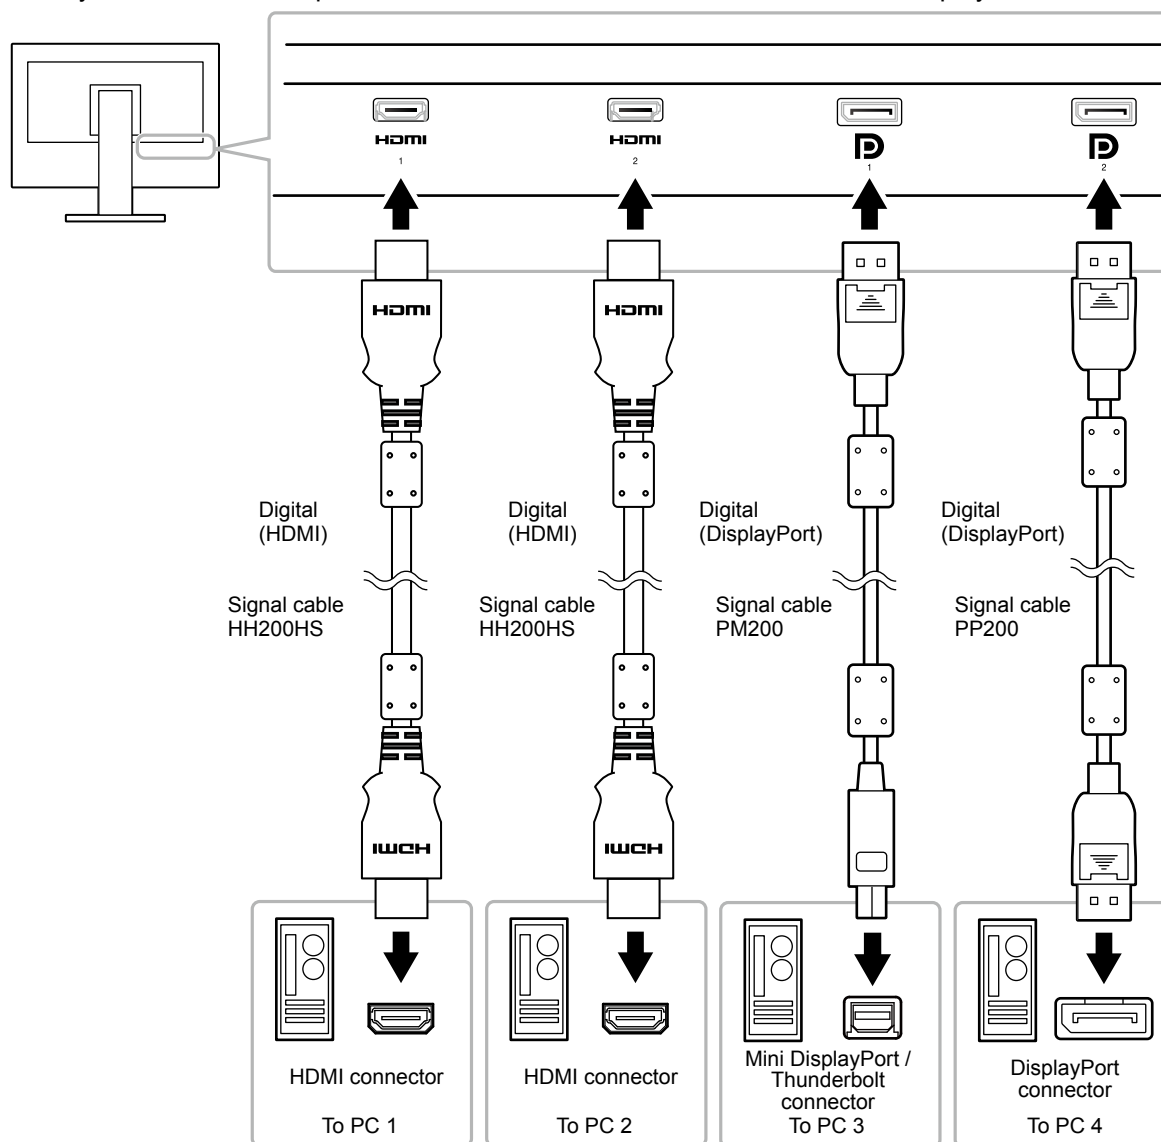 HDMI
1
HDMI
2
1
2
HDMI
HDMI
Digital
(HDMI)
Digital
(HDMI)
Digital
(DisplayPort)
Digital
(DisplayPort)
Signal cable
HH200HS
Signal cable
HH200HS
Signal cable
PM200
Signal cable
PP200
HDMI
HDMI
HDMI connector
To PC 1
HDMI connector
To PC 2
Mini DisplayPort /
Thunderbolt
connector
To PC 3
DisplayPort
connector
To PC 4